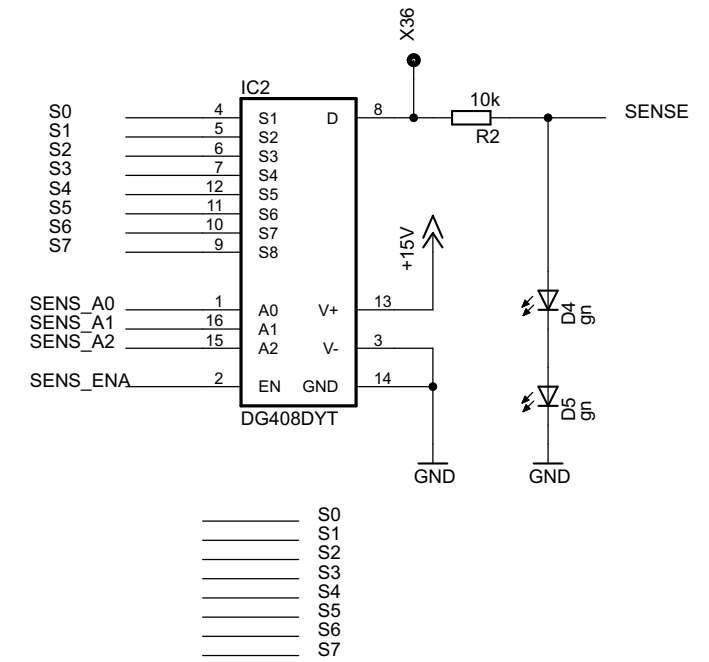 X36
IC2
10k
S0 4 S1 D 8 SENSE
S1 5 S2 R2
S2 6 S3
S3 7 S4
S4 12 S5
S5 11 S6
S6 10 S7
S7 9 S8
+15V
SENS_A0 1 A0 V+ 13
SENS_A1 16 A1
SENS_A2 15 A2 V- 3
D4
gn
SENS_ENA 2 EN GND 14
D5
gn
DG408DYT
GND GND
S0
S1
S2
S3
S4
S5
S6
S7